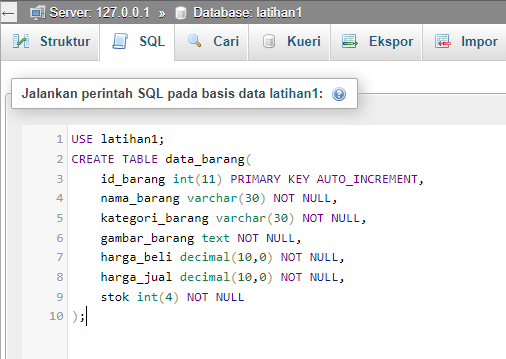 Server: 127.0.0.1 » Database: latihan1
Struktur SQL Cari Kueri Ekspor Impor
Jalankan perintah SQL pada basis data latihan1:
1 USE latihan1;
2 CREATE TABLE data_barang(
3 id_barang int(11) PRIMARY KEY AUTO_INCREMENT,
4 nama_barang varchar(30) NOT NULL,
5 kategori_barang varchar(30) NOT NULL,
6 gambar_barang text NOT NULL,
7 harga_beli decimal(10,0) NOT NULL,
8 harga_jual decimal(10,0) NOT NULL,
9 stok int(4) NOT NULL
10 );